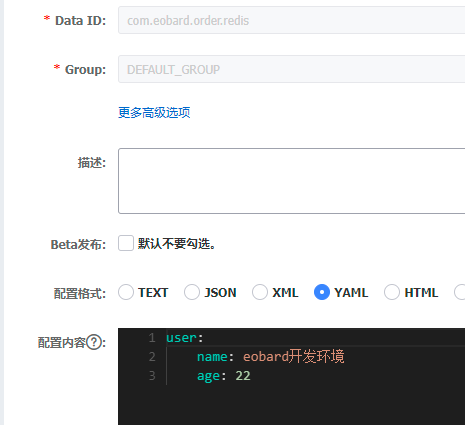 * Data ID: com.eobard.order.redis
* Group: DEFAULT_GROUP
更多高级选项
描述:
Beta发布: 默认不要勾选。
配置格式: TEXT JSON XML YAML HTML
配置内容?:
1 user:
2 name: eobard开发环境
3 age: 22